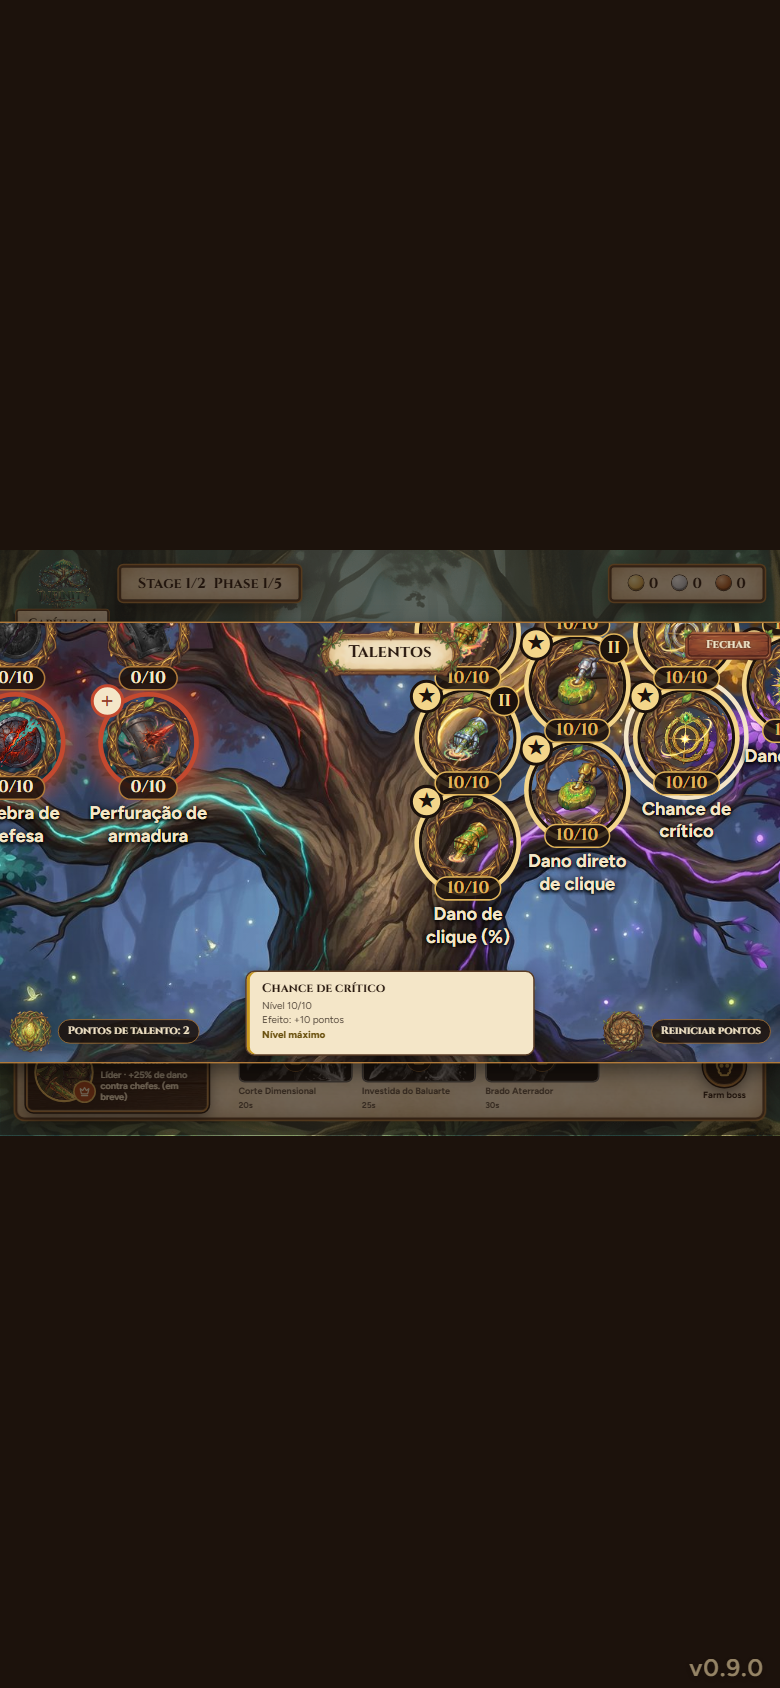 Stage 1/2 Phase 1/5
0
0
0
Capítulo 1
Talentos
Fechar
10/10
10/10
10/10
0/10
0/10
II
II
10/10
10/10
10/10
0/10
0/10
+
10/10
10/10
Perfuração de
armadura
Chance de
crítico
Dano direto
de clique
Dano de
clique (%)
Chance de crítico
Nível 10/10
Efeito: +10 pontos
Nível máximo
Pontos de talento: 2
Reiniciar pontos
Líder · +25% de dano
contra chefes. (em
breve)
Corte Dimensional
20s
Investida do Baluarte
25s
Brado Aterrador
30s
Farm boss
v0.9.0